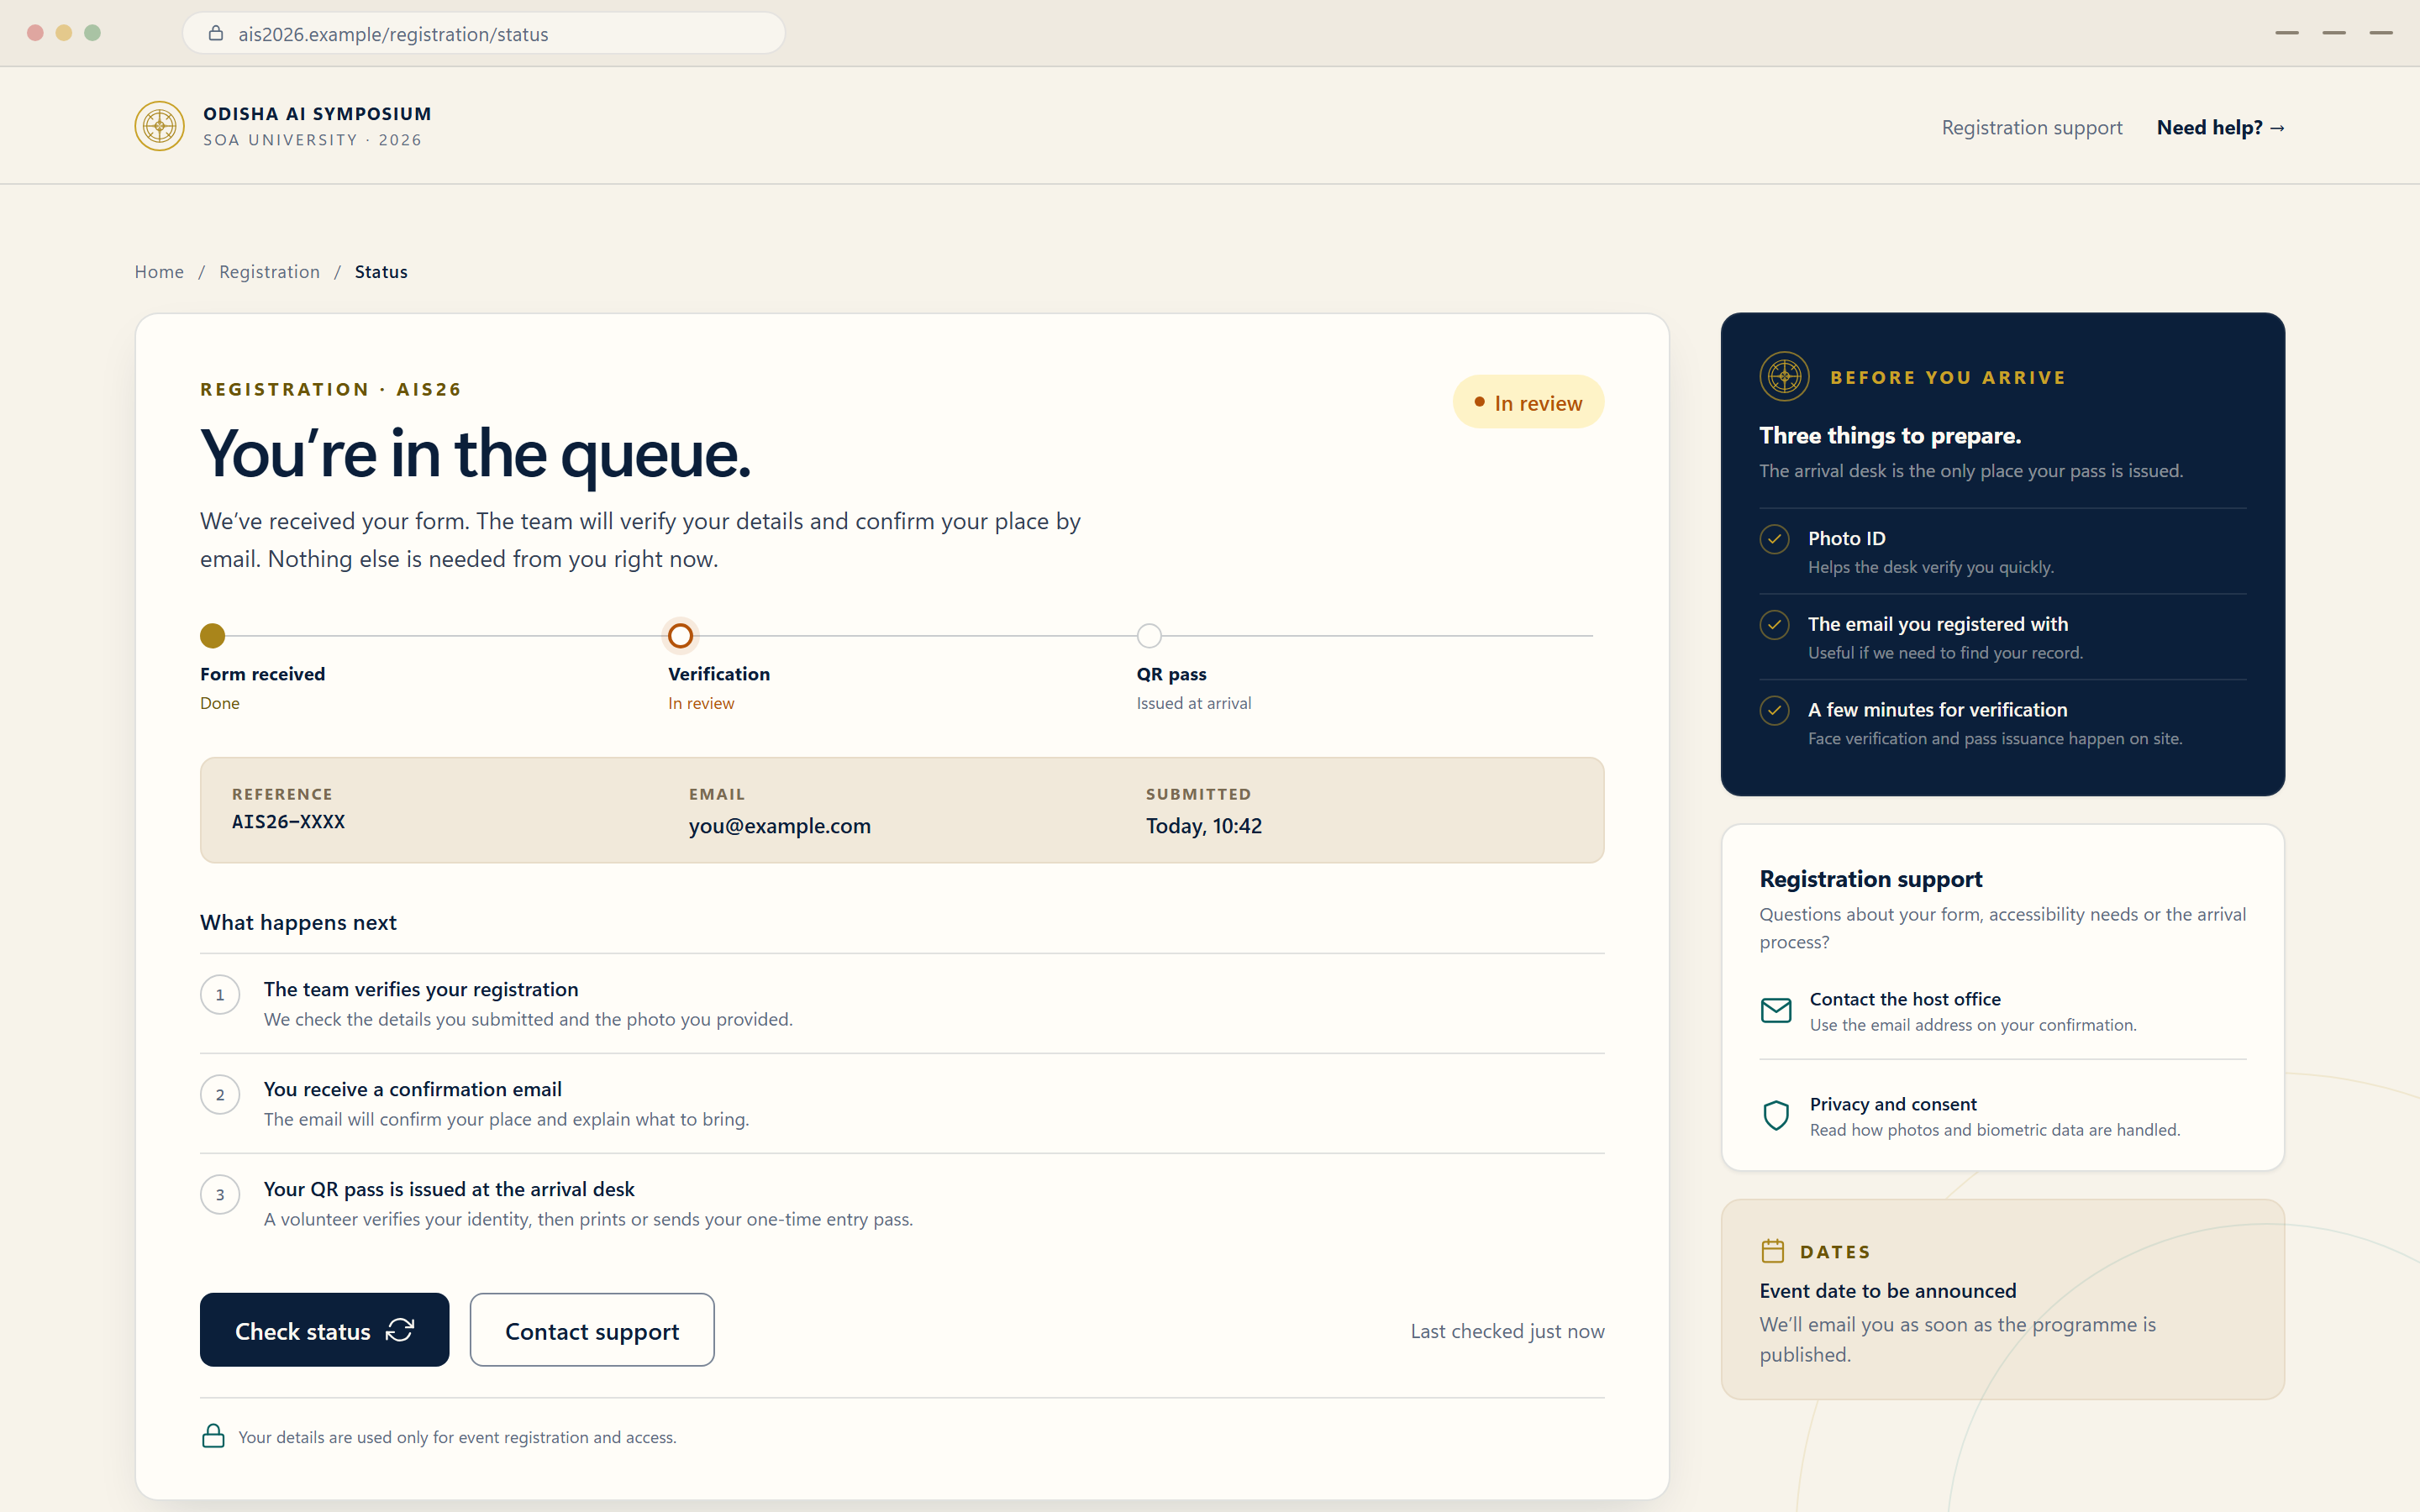 ais2026.example/registration/status
ODISHA AI SYMPOSIUM
SOA UNIVERSITY · 2026
Registration support
Need help? →
Home / Registration / Status
REGISTRATION · AIS26
In review
You’re in the queue.
We’ve received your form. The team will verify your details and confirm your place by
email. Nothing else is needed from you right now.
Form received
Done
Verification
In review
QR pass
Issued at arrival
REFERENCE
AIS26–XXXX
EMAIL
you@example.com
SUBMITTED
Today, 10:42
What happens next
1
The team verifies your registration
We check the details you submitted and the photo you provided.
2
You receive a confirmation email
The email will confirm your place and explain what to bring.
3
Your QR pass is issued at the arrival desk
A volunteer verifies your identity, then prints or sends your one-time entry pass.
Check status
Contact support
Last checked just now
Your details are used only for event registration and access.
BEFORE YOU ARRIVE
Three things to prepare.
The arrival desk is the only place your pass is issued.
Photo ID
Helps the desk verify you quickly.
The email you registered with
Useful if we need to find your record.
A few minutes for verification
Face verification and pass issuance happen on site.
Registration support
Questions about your form, accessibility needs or the arrival
process?
Contact the host office
Use the email address on your confirmation.
Privacy and consent
Read how photos and biometric data are handled.
DATES
Event date to be announced
We’ll email you as soon as the programme is
published.